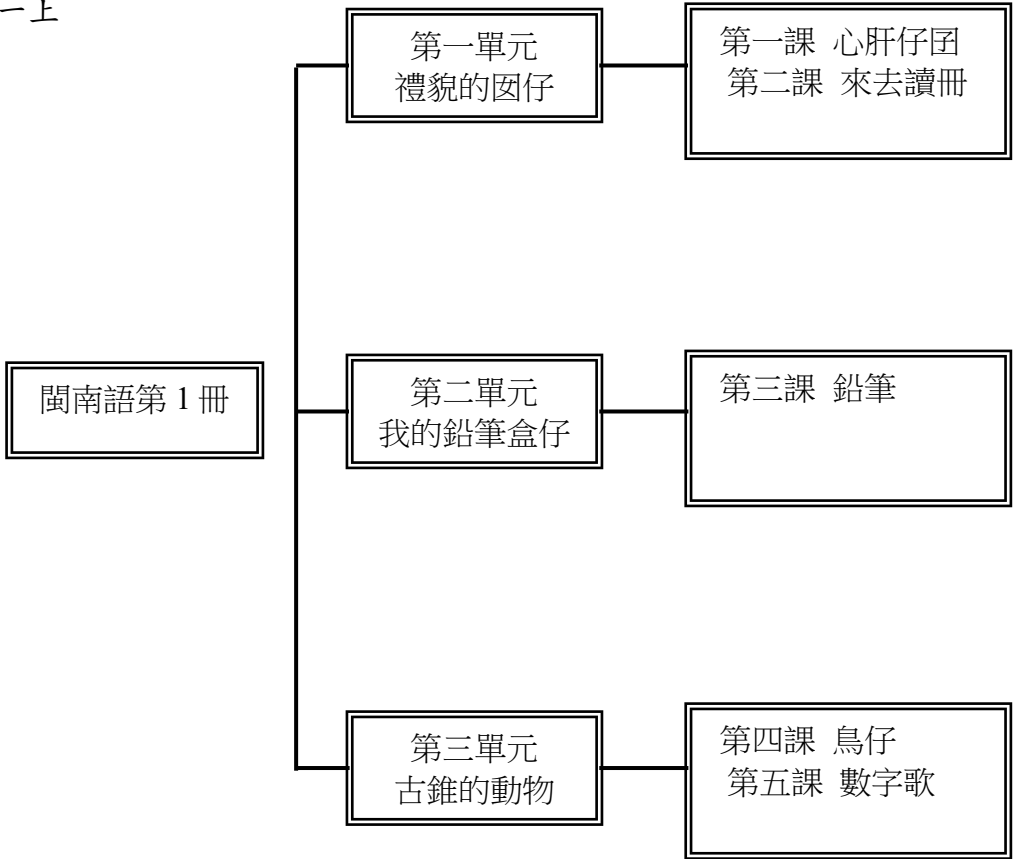 一上
第一單元
禮貌的囡仔
第一課 心肝仔囝
第二課 來去讀冊
閩南語第 1 冊
第二單元
我的鉛筆盒仔
第三課 鉛筆
第三單元
古錐的動物
第四課 鳥仔
第五課 數字歌